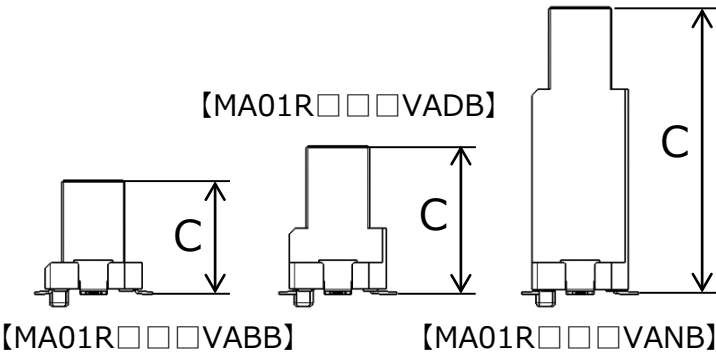 【MA01R□□□VADB】
C
C
C
【MA01R□□□VABB】
【MA01R□□□VANB】